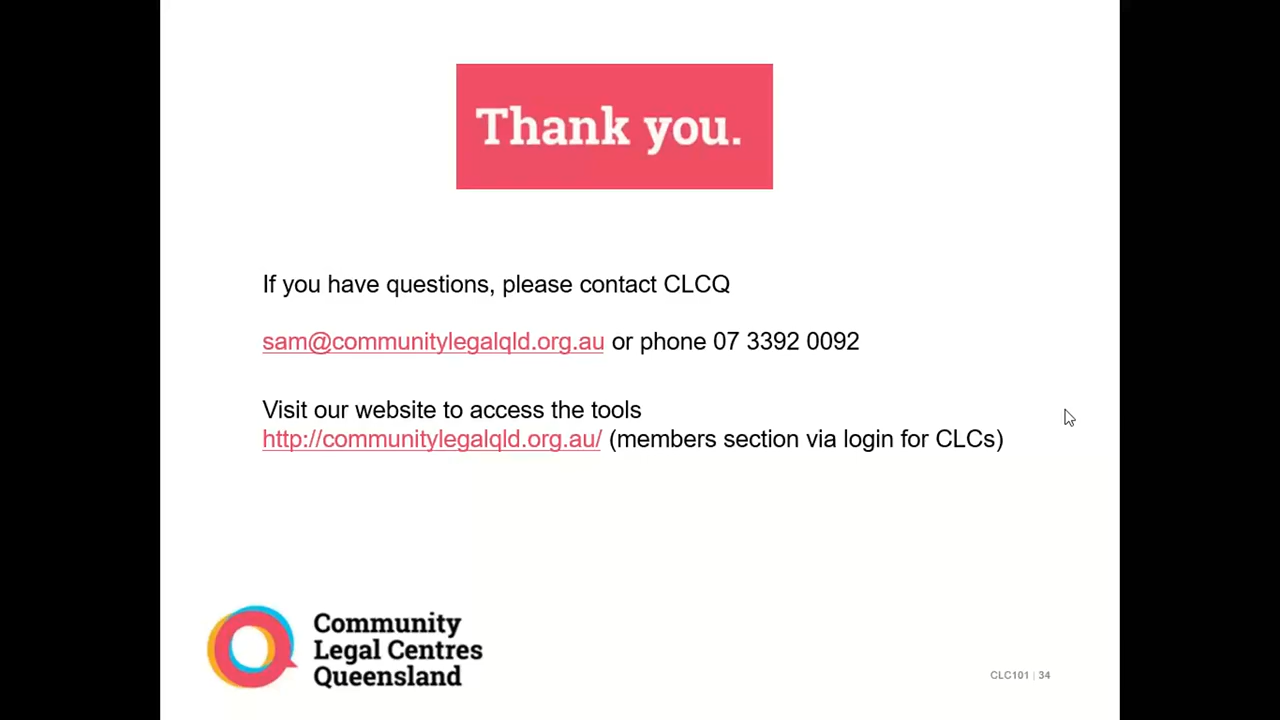 Thank you.
If you have questions, please contact CLCQ
sam@communitylegalqld.org.au or phone 07 3392 0092
Visit our website to access the tools
http://communitylegalqld.org.au/ (members section via login for CLCs)
Community
Legal Centres
Queensland
CLC101 | 34